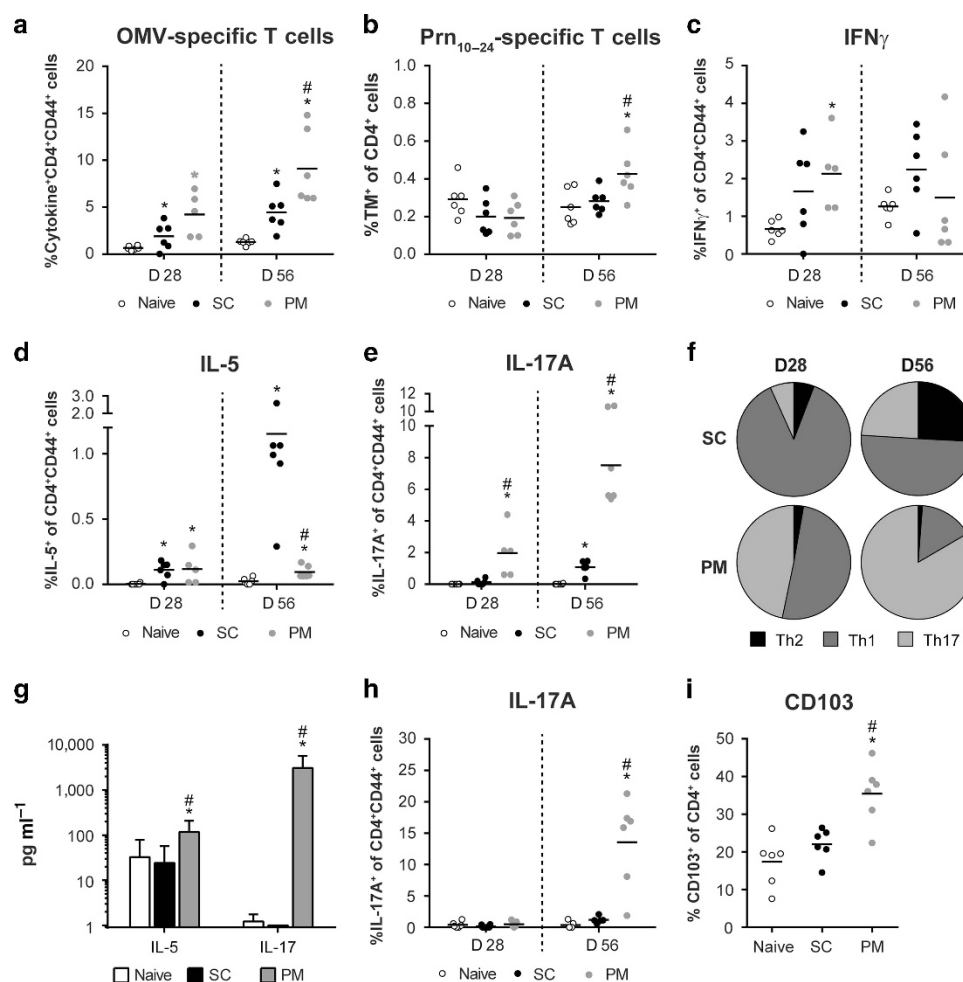 a
OMV-specific T cells
%Cytokine⁺CD4⁺CD44⁺ cells
20
15
10
5
0
*
*
*
#
*
D 28
D 56
Naive
SC
PM
b
Prn₁₀₋₂₄-specific T cells
%TM⁺ of CD4⁺ cells
1.0
0.8
0.6
0.4
0.2
0.0
#
*
D 28
D 56
Naive
SC
PM
c
IFNγ
%IFNγ⁺ of CD4⁺CD44⁺ cells
5
4
3
2
1
0
*
D 28
D 56
Naive
SC
PM
d
IL-5
%IL-5⁺ of CD4⁺CD44⁺ cells
3.0
2.0
1.0
0.5
0.0
*
*
*
#
*
D 28
D 56
Naive
SC
PM
e
IL-17A
%IL-17A⁺ of CD4⁺CD44⁺ cells
12
10
8
6
4
2
0
#
*
*
#
*
D 28
D 56
Naive
SC
PM
f
D28
D56
SC
PM
Th2
Th1
Th17
g
pg ml⁻¹
10,000
1,000
100
10
1
#
*
#
*
IL-5
IL-17
Naive
SC
PM
h
IL-17A
%IL-17A⁺ of CD4⁺CD44⁺ cells
30
25
20
15
10
5
0
#
*
D 28
D 56
Naive
SC
PM
i
CD103
% CD103⁺ of CD4⁺ cells
50
40
30
20
10
0
#
*
Naive
SC
PM